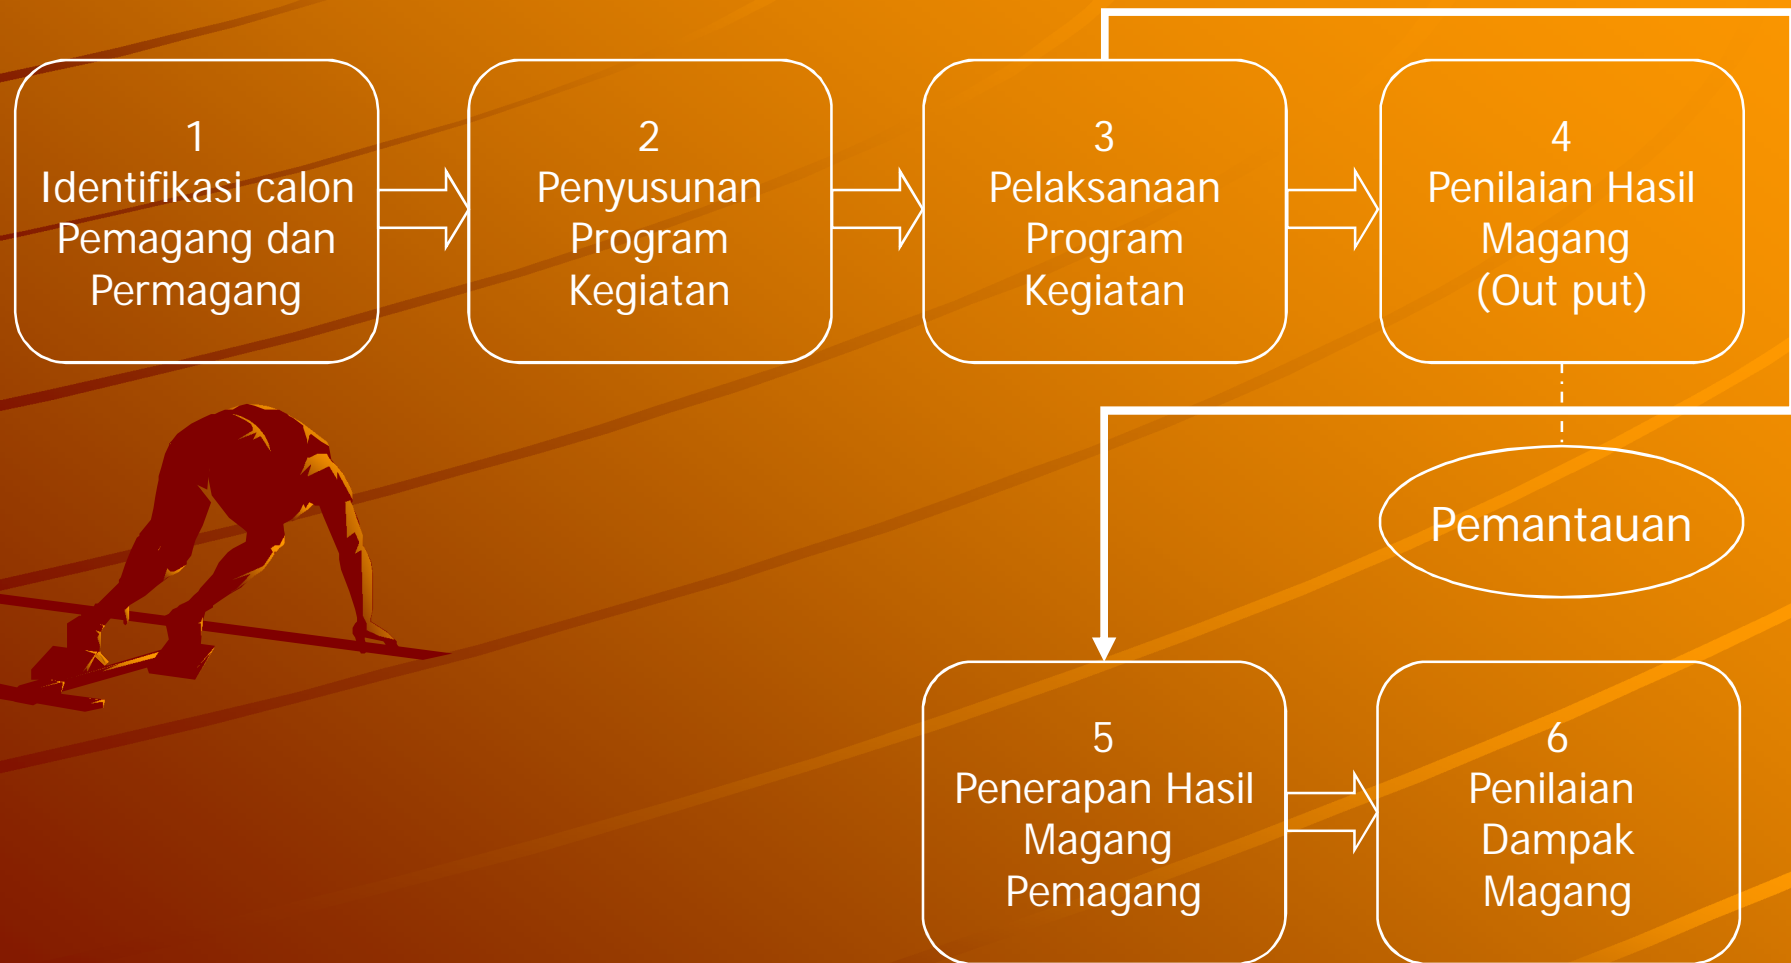 1
Identifikasi calon
Pemagang dan
Permagang
2
Penyusunan
Program
Kegiatan
3
Pelaksanaan
Program
Kegiatan
4
Penilaian Hasil
Magang
(Out put)
Pemantauan
5
Penerapan Hasil
Magang
Pemagang
6
Penilaian
Dampak
Magang